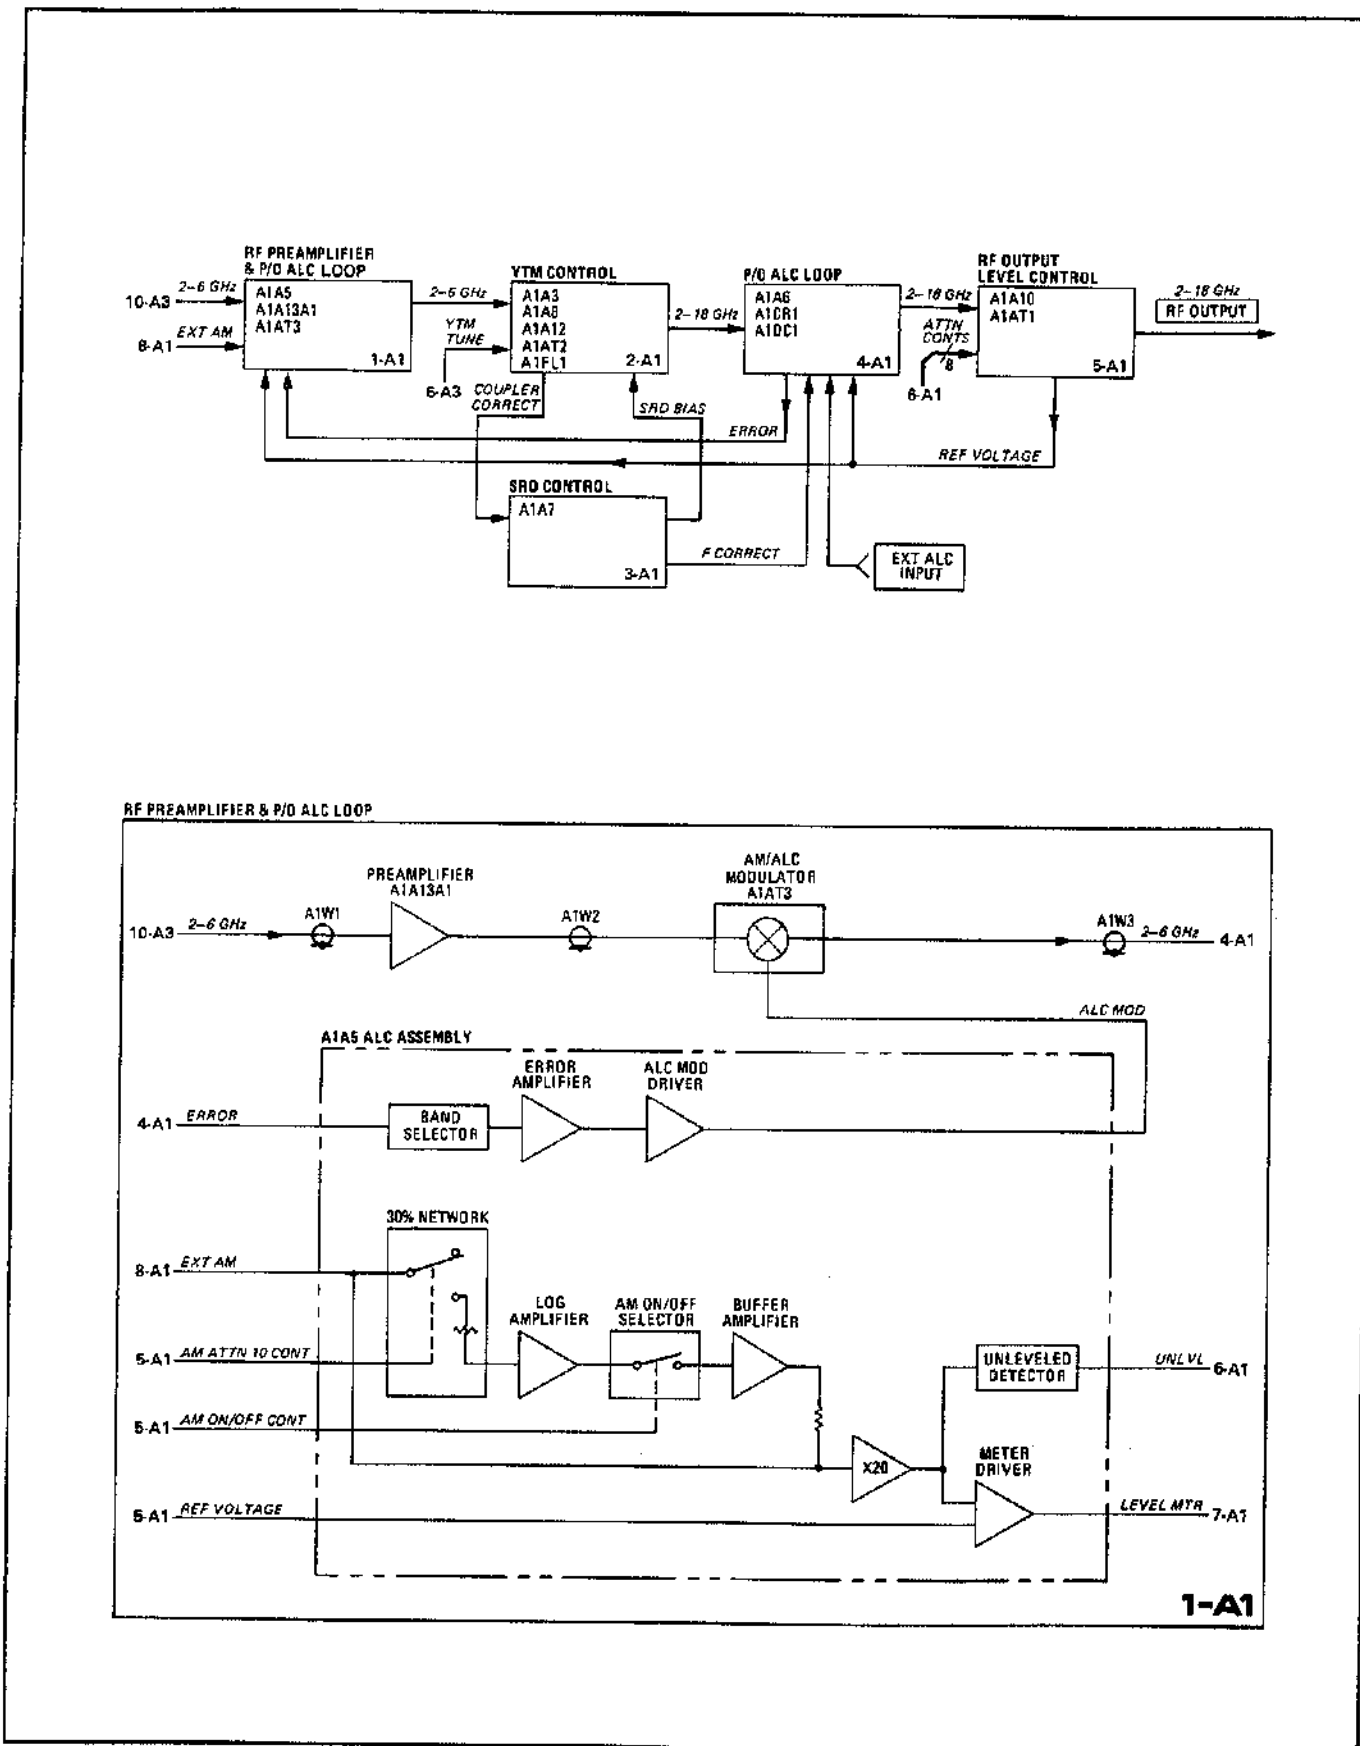 RF PREAMPLIFIER
& P/O ALC LOOP
10-A3
2-6 GHz
8-A1
EXT AM
A1A5
A1A13A1
A1AT3
1-A1
2-6 GHz
YTM
TUNE
6-A3
YTM CONTROL
A1A3
A1A8
A1A12
A1AT2
A1FL1
2-A1
COUPLER
CORRECT
SRD BIAS
2-18 GHz
P/O ALC LOOP
A1A6
A1CR1
A1DC1
4-A1
2-18 GHz
ATTN
CONTS
8
6-A1
RF OUTPUT
LEVEL CONTROL
A1A10
A1AT1
5-A1
2-18 GHz
RF OUTPUT
ERROR
REF VOLTAGE
SRD CONTROL
A1A7
3-A1
F CORRECT
EXT ALC
INPUT
RF PREAMPLIFIER & P/O ALC LOOP
10-A3
2-6 GHz
A1W1
PREAMPLIFIER
A1A13A1
A1W2
AM/ALC
MODULATOR
A1AT3
A1W3
2-6 GHz
4-A1
ALC MOD
A1A5 ALC ASSEMBLY
4-A1
ERROR
BAND
SELECTOR
ERROR
AMPLIFIER
ALC MOD
DRIVER
30% NETWORK
8-A1
EXT AM
5-A1
AM ATTN 10 CONT
LOG
AMPLIFIER
AM ON/OFF
SELECTOR
BUFFER
AMPLIFIER
UNLEVELED
DETECTOR
UNLVL
6-A1
5-A1
AM ON/OFF CONT
X20
METER
DRIVER
5-A1
REF VOLTAGE
LEVEL MTR
7-A1
1-A1